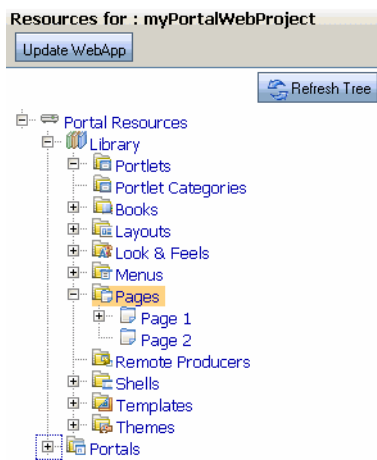 Resources for : myPortalWebProject
Update WebApp
Refresh Tree
Portal Resources
Library
Portlets
Portlet Categories
Books
Layouts
Look & Feels
Menus
Pages
Page 1
Page 2
Remote Producers
Shells
Templates
Themes
Portals